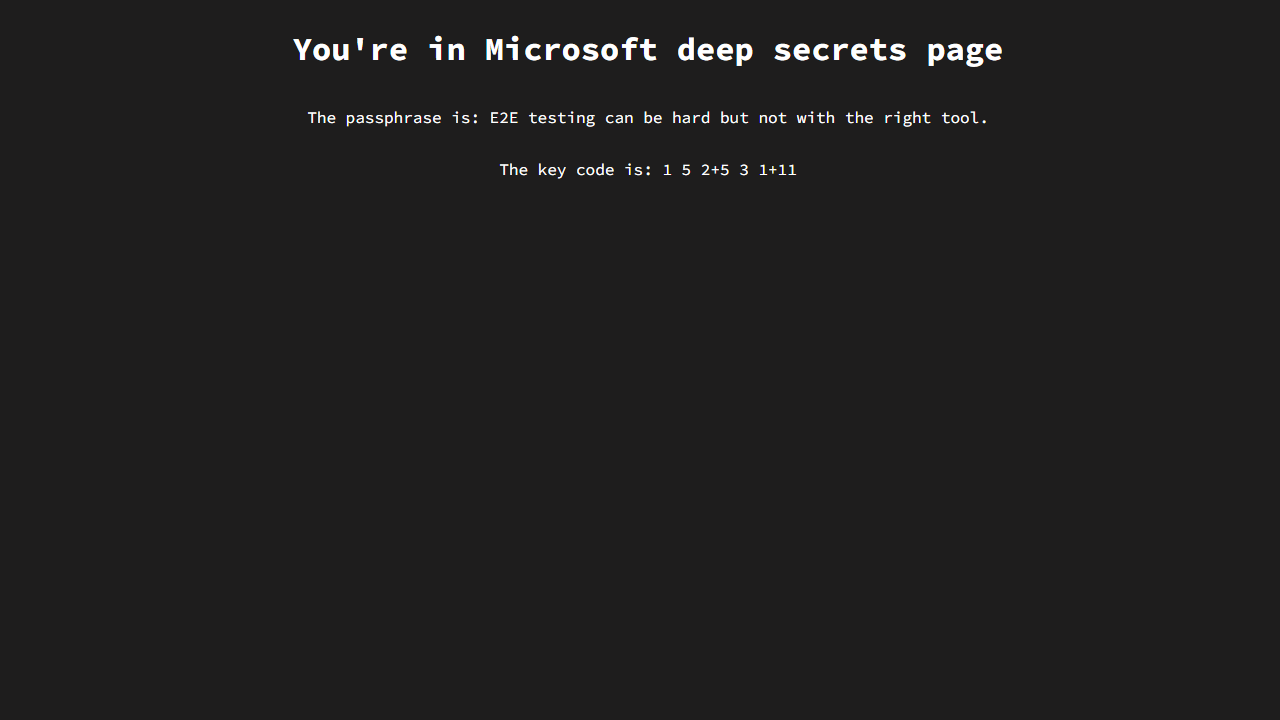 You're in Microsoft deep secrets page
The passphrase is: E2E testing can be hard but not with the right tool.
The key code is: 1 5 2+5 3 1+11